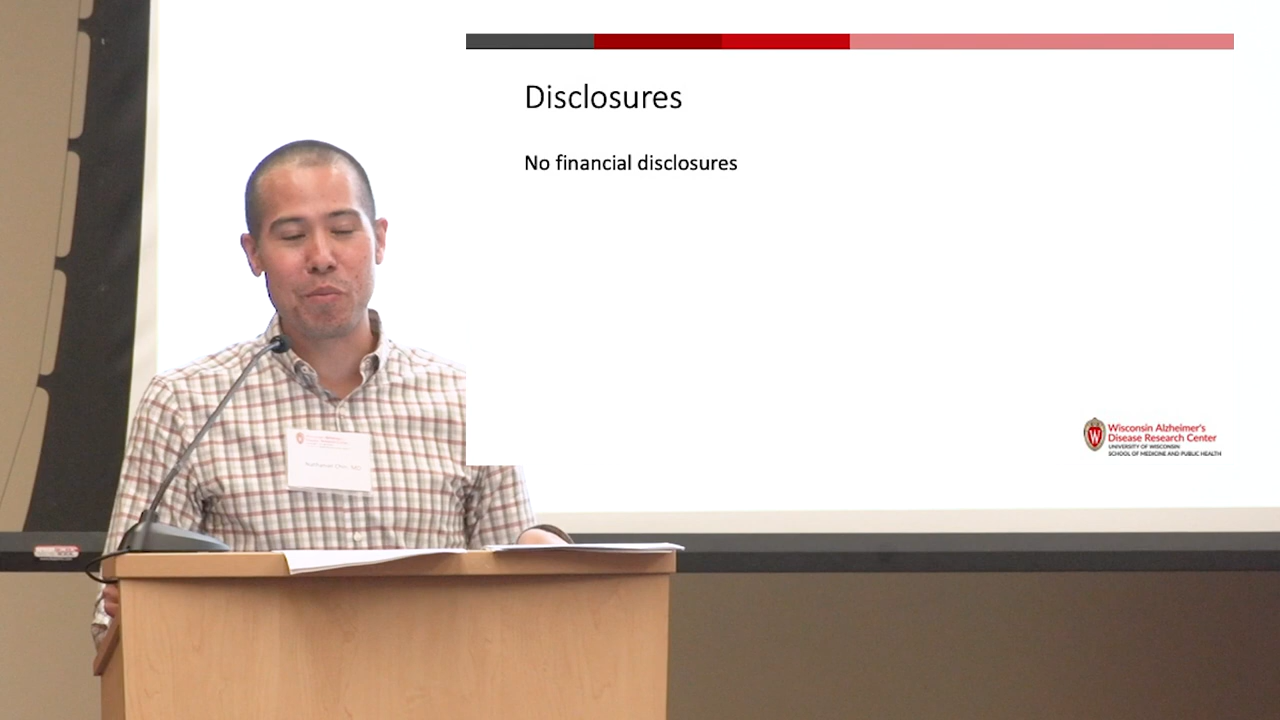 Disclosures
No financial disclosures
Wisconsin Alzheimer's
Disease Research Center
UNIVERSITY OF WISCONSIN
SCHOOL OF MEDICINE AND PUBLIC HEALTH
W